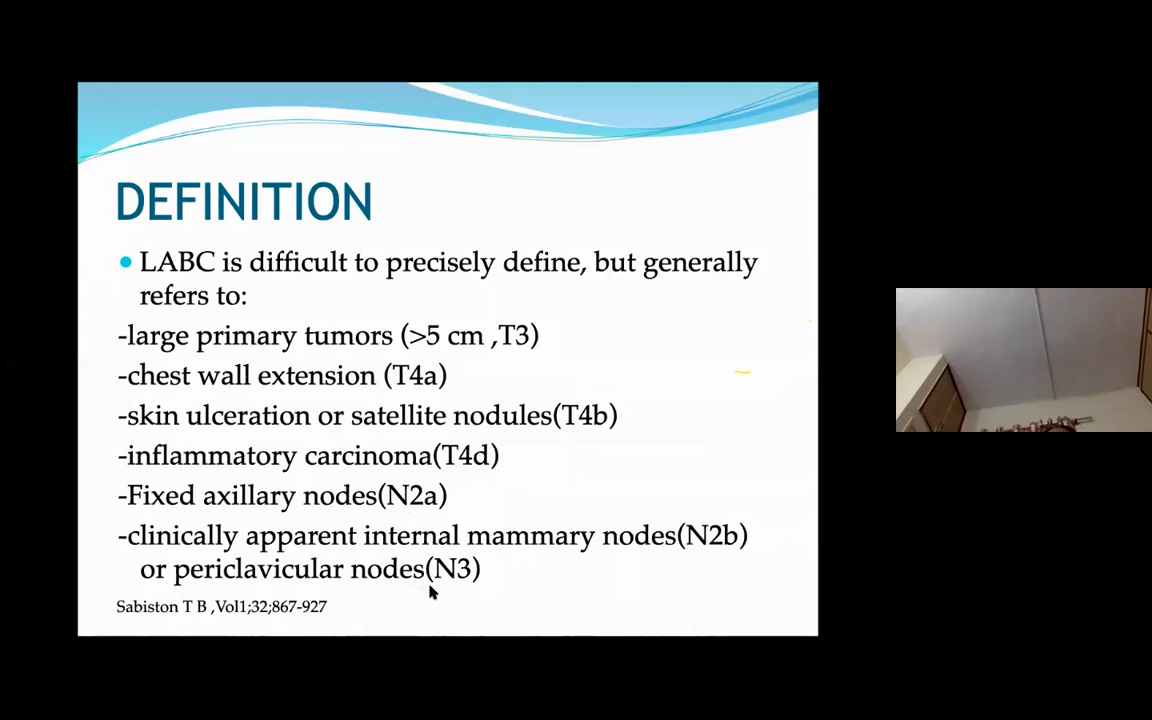 DEFINITION
LABC is difficult to precisely define, but generally
refers to:
-large primary tumors (>5 cm ,T3)
-chest wall extension (T4a)
-skin ulceration or satellite nodules(T4b)
-inflammatory carcinoma(T4d)
-Fixed axillary nodes(N2a)
-clinically apparent internal mammary nodes(N2b)
or periclavicular nodes(N3)
Sabiston T B ,Vol1;32;867-927